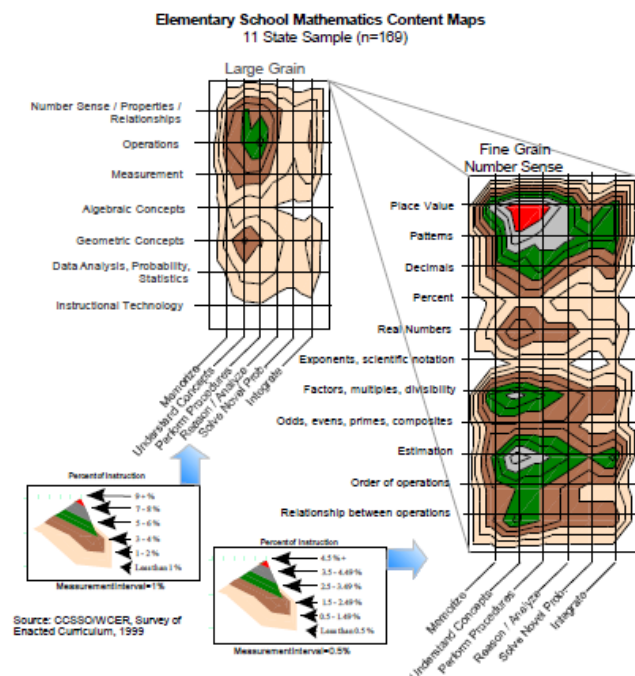 Elementary School Mathematics Content Maps
11 State Sample (n=169)
Large Grain
Number Sense / Properties /
Relationships
Operations
Measurement
Algebraic Concepts
Geometric Concepts
Data Analysis, Probability,
Statistics
Instructional Technology
Memorize
Understand Concepts
Perform Procedures
Reason / Analyze
Solve Novel Prob.
Integrate
Fine Grain
Number Sense
Place Value
Patterns
Decimals
Percent
Real Numbers
Exponents, scientific notation
Factors, multiples, divisibility
Odds, evens, primes, composites
Estimation
Order of operations
Relationship between operations
Memorize
Understand Concepts
Perform Procedures
Reason / Analyze
Solve Novel Prob.
Integrate
Percent of Instruction
9 + %
7 - 8 %
5 - 6 %
3 - 4 %
1 - 2 %
Less than 1 %
Measurement Interval=1%
Percent of Instruction
4.5 % +
3.5 - 4.49 %
2.5 - 3.49 %
1.5 - 2.49 %
0.5 - 1.49 %
Less than 0.5 %
Measurement Interval=0.5%
Source: CCSSO/WCER, Survey of
Enacted Curriculum, 1999